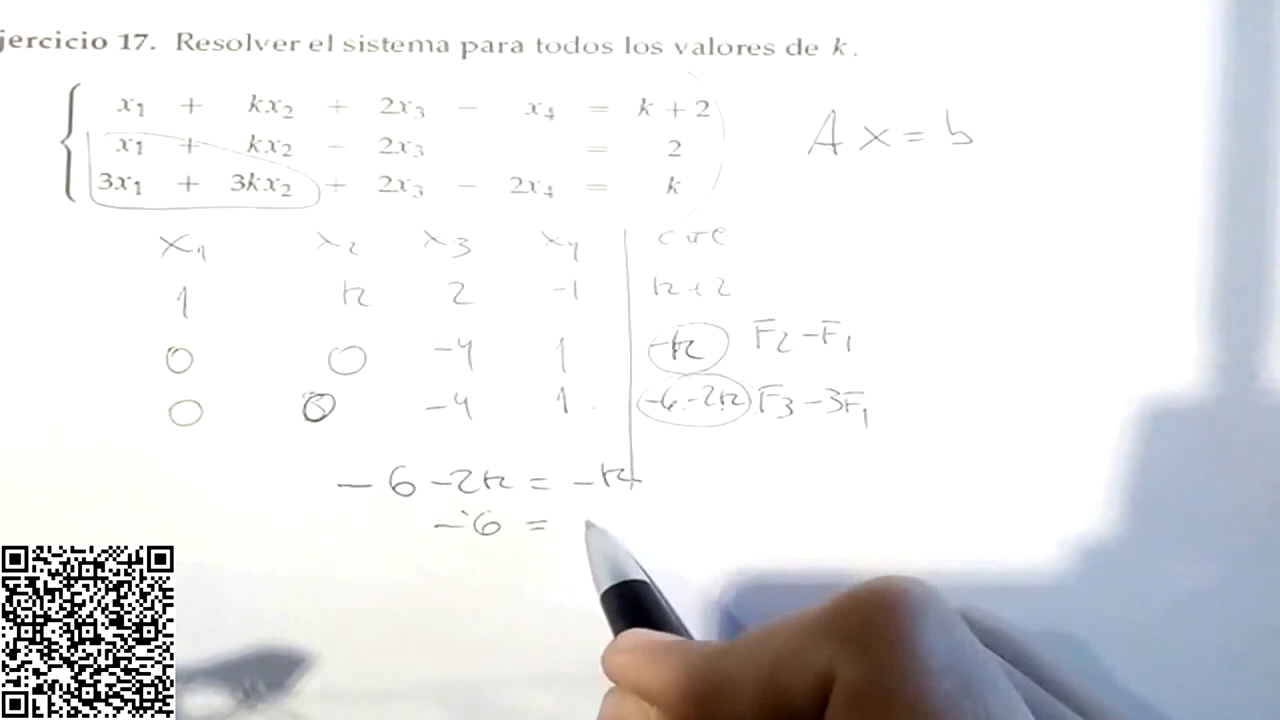 jercicio 17. Resolver el sistema para todos los valores de k.
x₁ + kx₂ + 2x₃ − x₄ = k + 2
x₁ + kx₂ − 2x₃ = 2
3x₁ + 3kx₂ + 2x₃ − 2x₄ = k
A x = b
x₁ x₂ x₃ x₄
1 k 2 -1 k+2
0 0 -4 1 -k F2 - F1
0 0 -4 1 -6-2k F3 - 3F1
-6 -2k = -k
-6 =